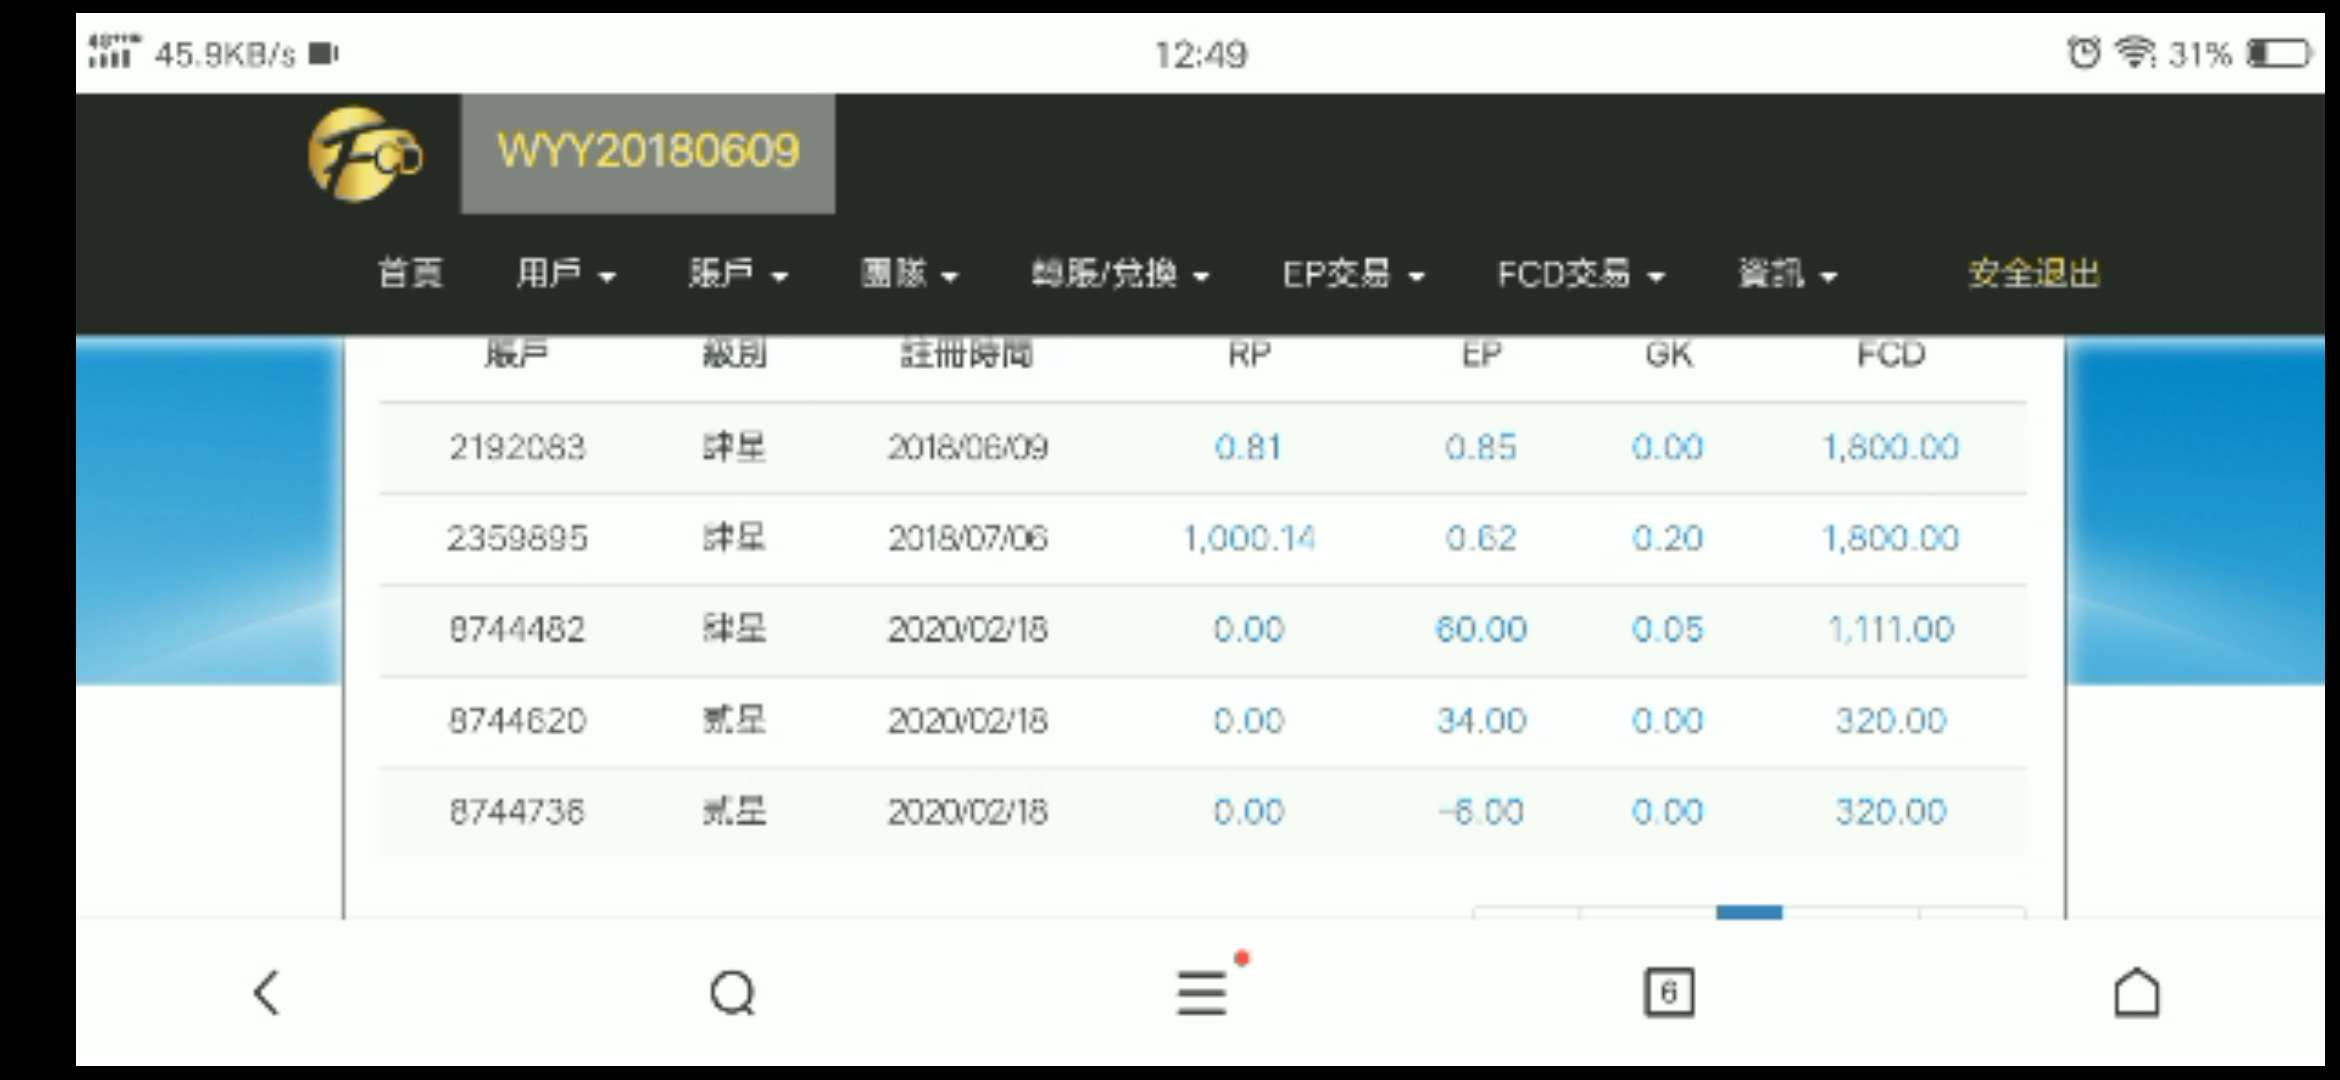 45.9KB/s 12:49 31%
FCD WYY20180609
首頁 用戶 賬戶 團隊 轉賬/兌換 EP交易 FCD交易 資訊 安全退出
賬戶 級別 註冊時間 RP EP GK FCD
2192083 肆星 2018/06/09 0.81 0.85 0.00 1,800.00
2359895 肆星 2018/07/06 1,000.14 0.62 0.20 1,800.00
8744482 肆星 2020/02/18 0.00 60.00 0.05 1,111.00
8744620 貳星 2020/02/18 0.00 34.00 0.00 320.00
8744736 貳星 2020/02/18 0.00 -6.00 0.00 320.00
6